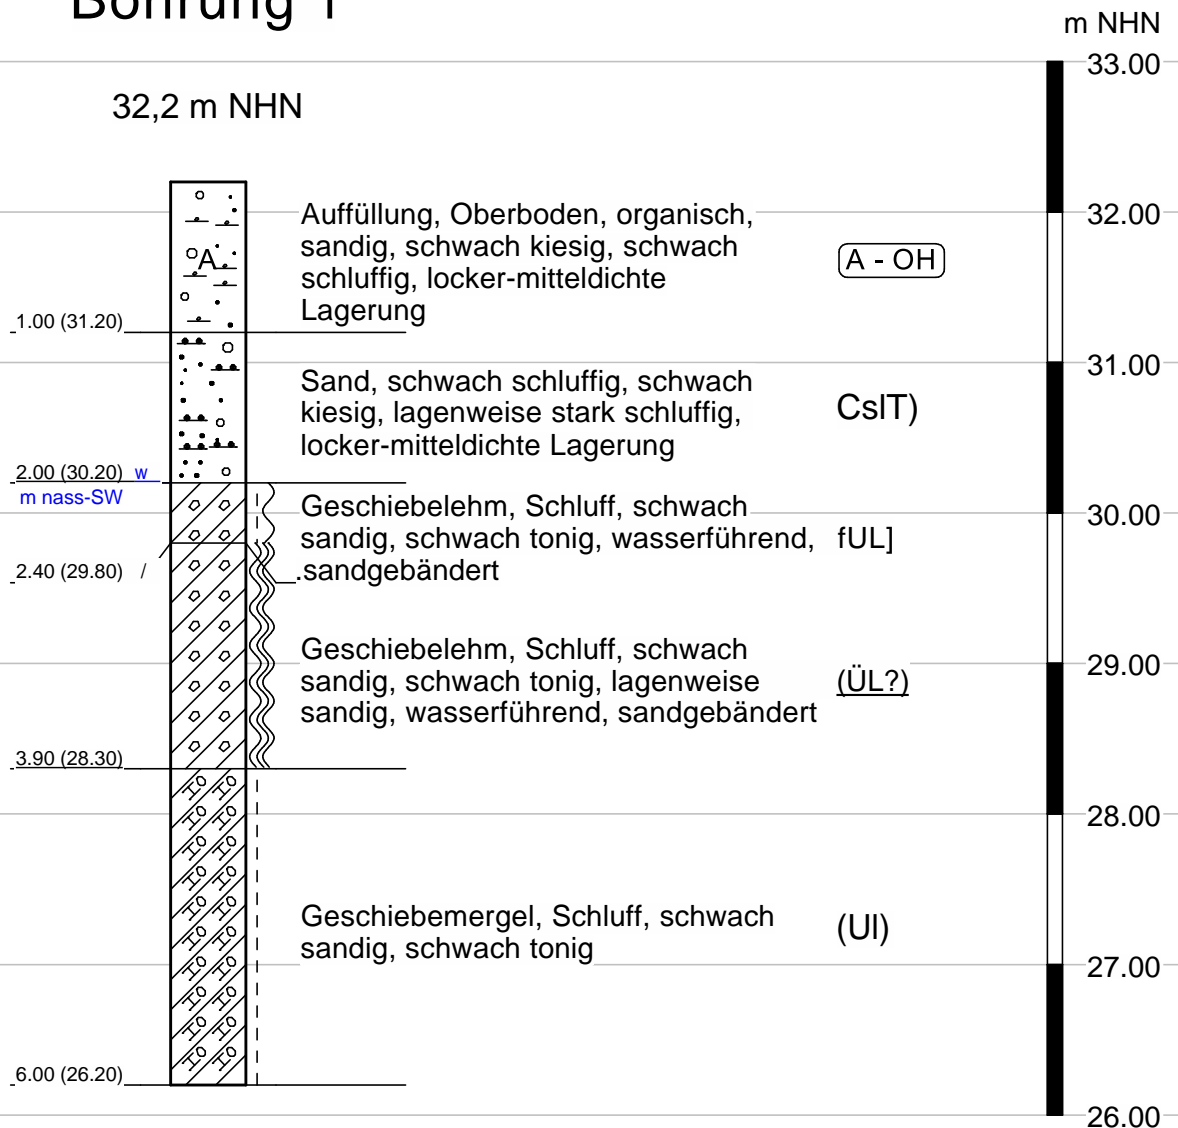 Bohrung 1
m NHN
33.00
32,2 m NHN
32.00
Auffüllung, Oberboden, organisch,
sandig, schwach kiesig, schwach
schluffig, locker-mitteldichte
Lagerung
A
A - OH
1.00 (31.20)
31.00
Sand, schwach schluffig, schwach
kiesig, lagenweise stark schluffig,
locker-mitteldichte Lagerung
CslT)
2.00 (30.20) w
m nass-SW
30.00
Geschiebelehm, Schluff, schwach
sandig, schwach tonig, wasserführend,
.sandgebändert
fUL]
2.40 (29.80) /
29.00
Geschiebelehm, Schluff, schwach
sandig, schwach tonig, lagenweise
sandig, wasserführend, sandgebändert
(ÜL?)
3.90 (28.30)
28.00
Geschiebemergel, Schluff, schwach
sandig, schwach tonig
(Ul)
27.00
6.00 (26.20)
26.00